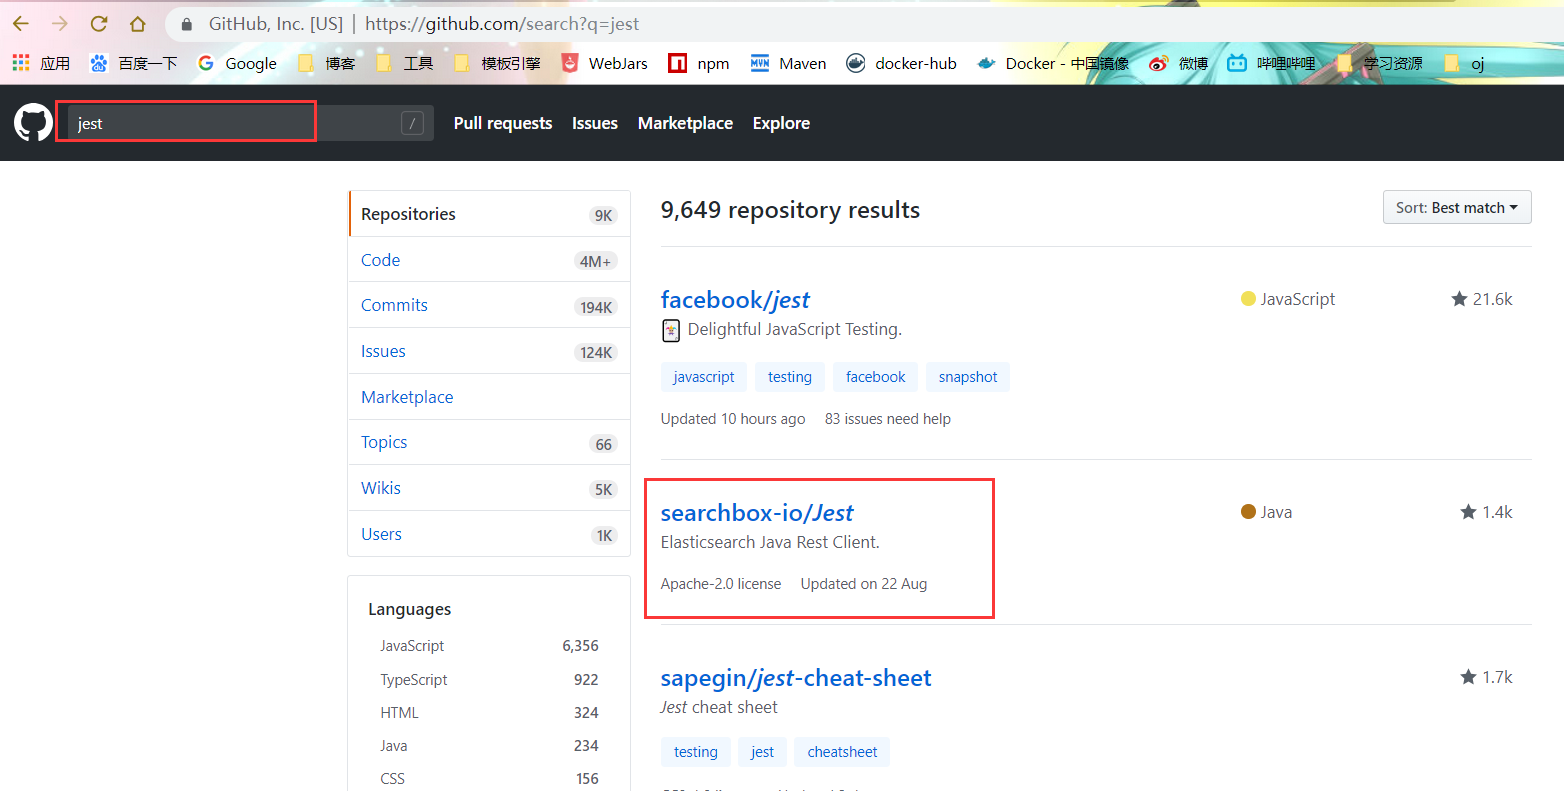 GitHub, Inc. [US] | https://github.com/search?q=jest
应用 百度一下 Google 博客 工具 模板引擎 WebJars npm Maven docker-hub Docker - 中国镜像 微博 哔哩哔哩 学习资源 oj
jest / Pull requests Issues Marketplace Explore
Repositories 9K
Code 4M+
Commits 194K
Issues 124K
Marketplace
Topics 66
Wikis 5K
Users 1K
Languages
JavaScript 6,356
TypeScript 922
HTML 324
Java 234
CSS 156
9,649 repository results
Sort: Best match
facebook/jest JavaScript 21.6k
Delightful JavaScript Testing.
javascript testing facebook snapshot
Updated 10 hours ago 83 issues need help
searchbox-io/Jest Java 1.4k
Elasticsearch Java Rest Client.
Apache-2.0 license Updated on 22 Aug
sapegin/jest-cheat-sheet 1.7k
Jest cheat sheet
testing jest cheatsheet